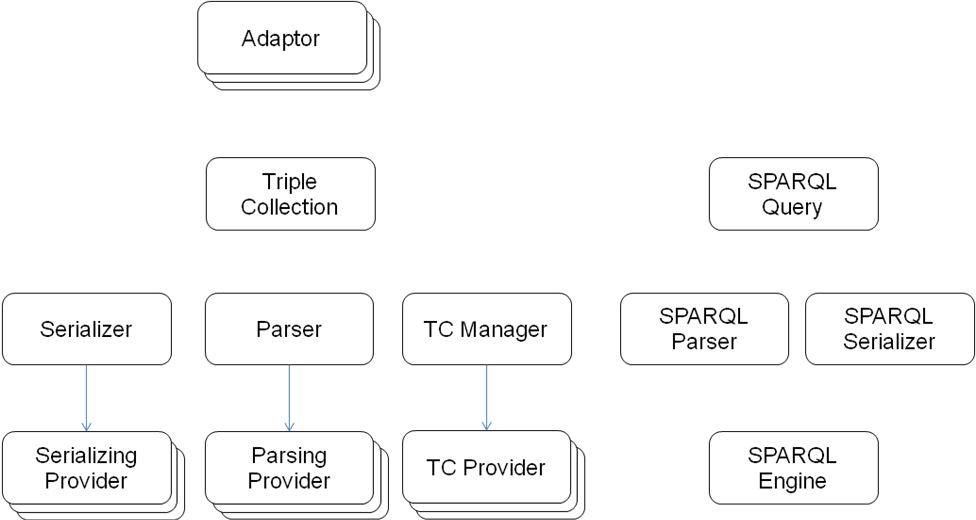 Adaptor
Triple
Collection
SPARQL
Query
Serializer
Parser
TC Manager
SPARQL
Parser
SPARQL
Serializer
Serializing
Provider
Parsing
Provider
TC Provider
SPARQL
Engine